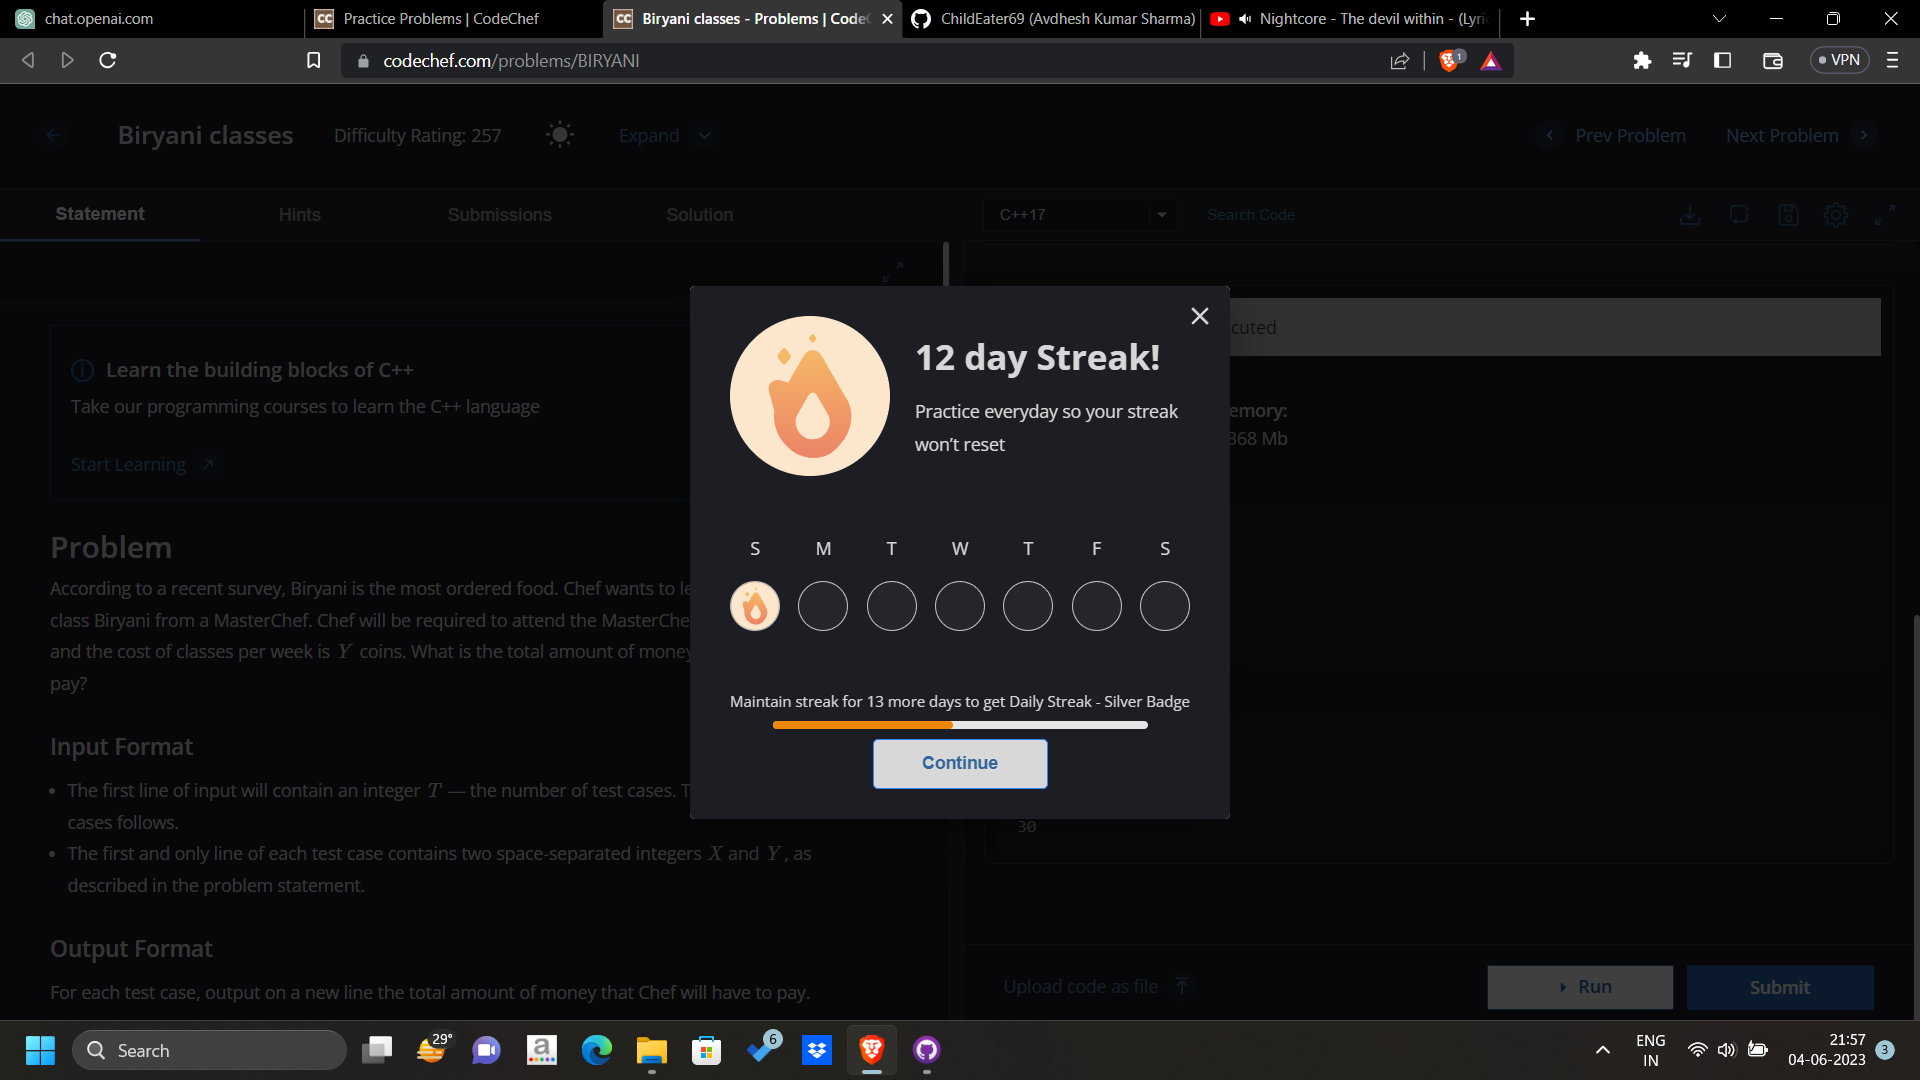 chat.openai.com
CC Practice Problems | CodeChef
CC Biryani classes - Problems | CodeC
ChildEater69 (Avdhesh Kumar Sharma)
Nightcore - The devil within - (Lyri
codechef.com/problems/BIRYANI
1
VPN
Biryani classes
Difficulty Rating: 257
Expand
Prev Problem
Next Problem
Statement
Hints
Submissions
Solution
C++17
Search Code
Learn the building blocks of C++
Take our programming courses to learn the C++ language
Start Learning
Problem
According to a recent survey, Biryani is the most ordered food. Chef wants to le
class Biryani from a MasterChef. Chef will be required to attend the MasterChe
and the cost of classes per week is Y coins. What is the total amount of money
pay?
Input Format
• The first line of input will contain an integer T — the number of test cases. T
cases follows.
• The first and only line of each test case contains two space-separated integers X and Y, as
described in the problem statement.
Output Format
For each test case, output on a new line the total amount of money that Chef will have to pay.
12 day Streak!
Practice everyday so your streak
won't reset
S M T W T F S
Maintain streak for 13 more days to get Daily Streak - Silver Badge
Continue
cuted
emory:
368 Mb
30
Upload code as file
Run
Submit
Search
29°
a
6
ENG
IN
21:57
04-06-2023
3